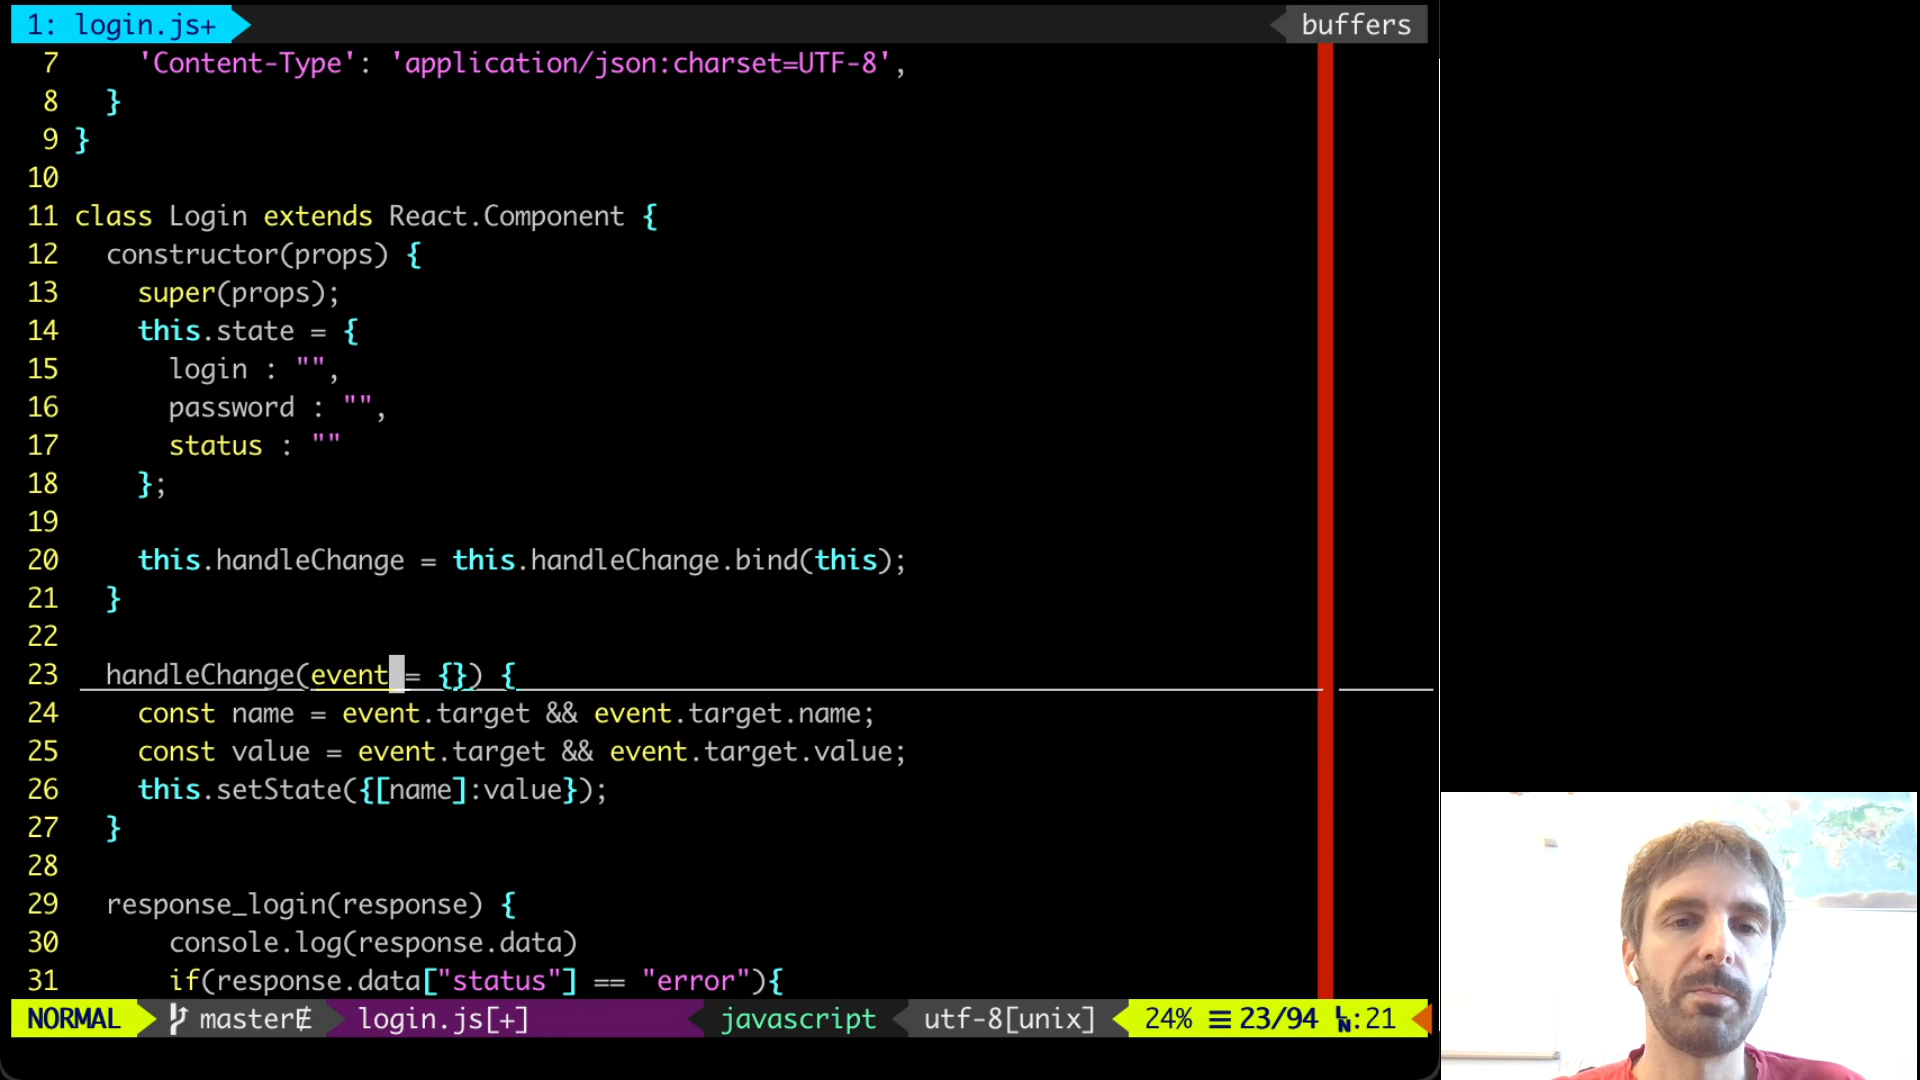 1: login.js+
buffers
7 'Content-Type': 'application/json:charset=UTF-8',
8 }
9 }
10
11 class Login extends React.Component {
12 constructor(props) {
13 super(props);
14 this.state = {
15 login : "",
16 password : "",
17 status : ""
18 };
19
20 this.handleChange = this.handleChange.bind(this);
21 }
22
23 handleChange(event = {}) {
24 const name = event.target && event.target.name;
25 const value = event.target && event.target.value;
26 this.setState({[name]:value});
27 }
28
29 response_login(response) {
30 console.log(response.data)
31 if(response.data["status"] == "error"){
NORMAL master∉ login.js[+] javascript utf-8[unix] 24% ☰ 23/94 LN:21